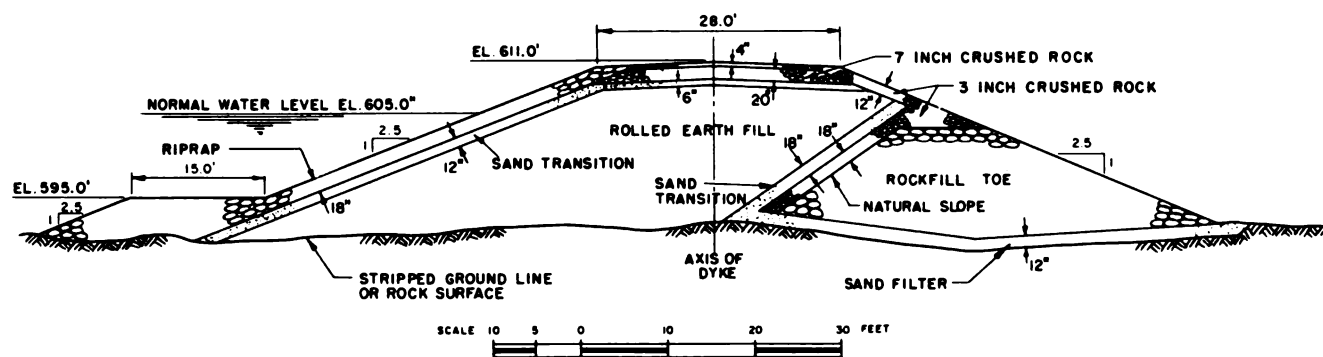 28.0'
EL. 611.0'
4"
7 INCH CRUSHED ROCK
3 INCH CRUSHED ROCK
NORMAL WATER LEVEL EL. 605.0"
6"
20"
12"
ROLLED EARTH FILL
2.5
1
RIPRAP
SAND TRANSITION
12"
18"
18"
2.5
1
15.0'
EL. 595.0'
2.5
1
18"
SAND
TRANSITION
ROCKFILL TOE
NATURAL SLOPE
AXIS OF
DYKE
STRIPPED GROUND LINE
OR ROCK SURFACE
SAND FILTER
12"
SCALE 10 5 0 10 20 30 FEET